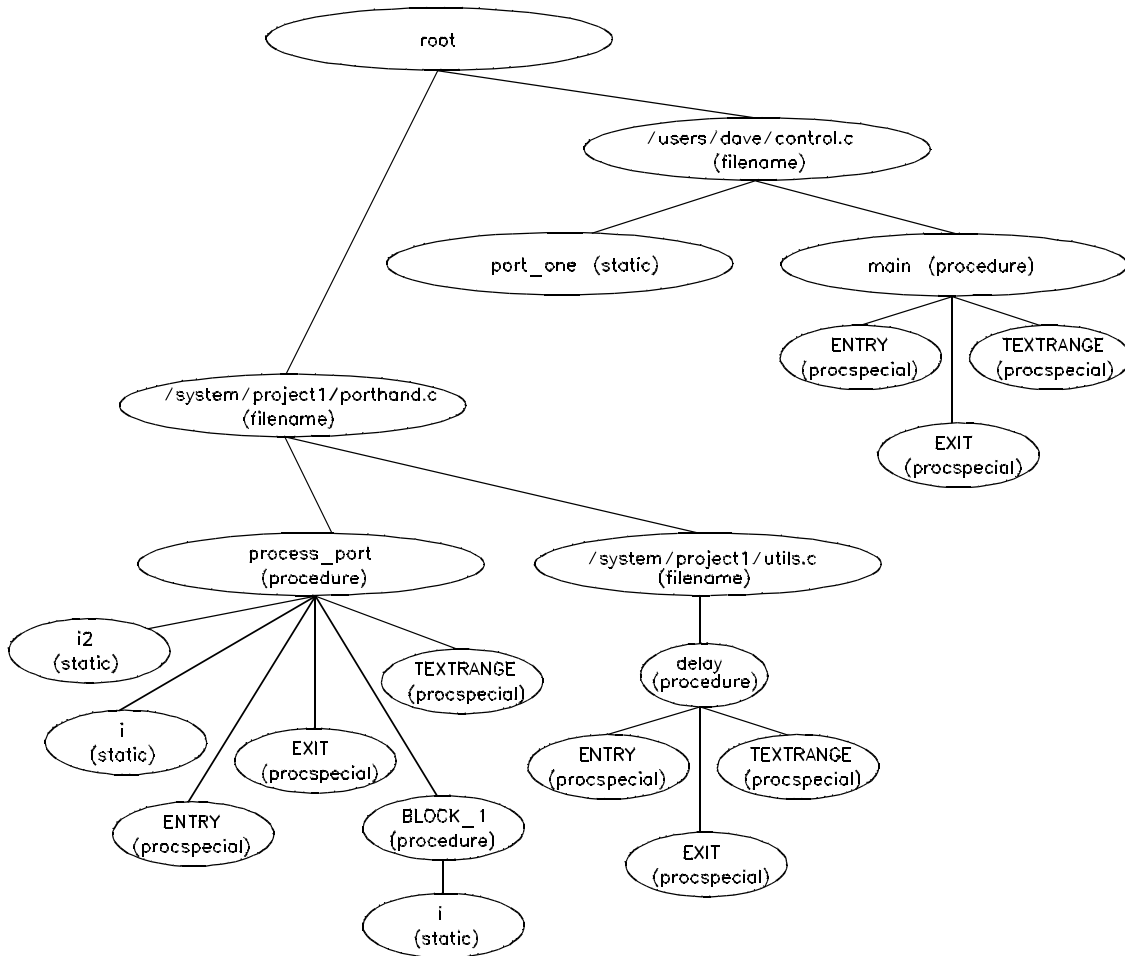 root
/users/dave/control.c
(filename)
port_one (static)
main (procedure)
ENTRY
(procspecial)
TEXTRANGE
(procspecial)
EXIT
(procspecial)
/system/project1/porthand.c
(filename)
process_port
(procedure)
/system/project1/utils.c
(filename)
i2
(static)
TEXTRANGE
(procspecial)
delay
(procedure)
i
(static)
EXIT
(procspecial)
ENTRY
(procspecial)
TEXTRANGE
(procspecial)
ENTRY
(procspecial)
BLOCK_1
(procedure)
EXIT
(procspecial)
i
(static)